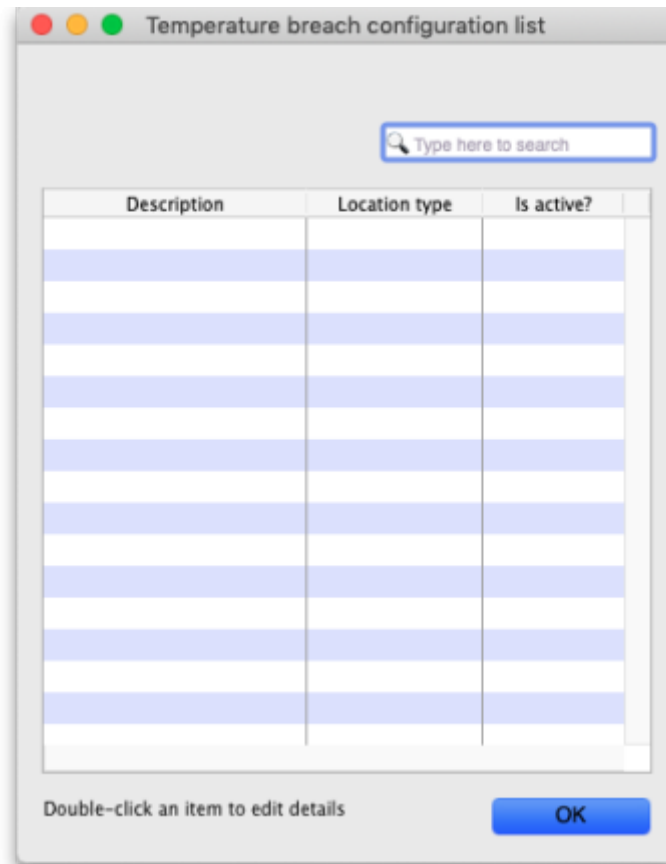 Temperature breach configuration list
Type here to search
Description Location type Is active?
Double-click an item to edit details
OK